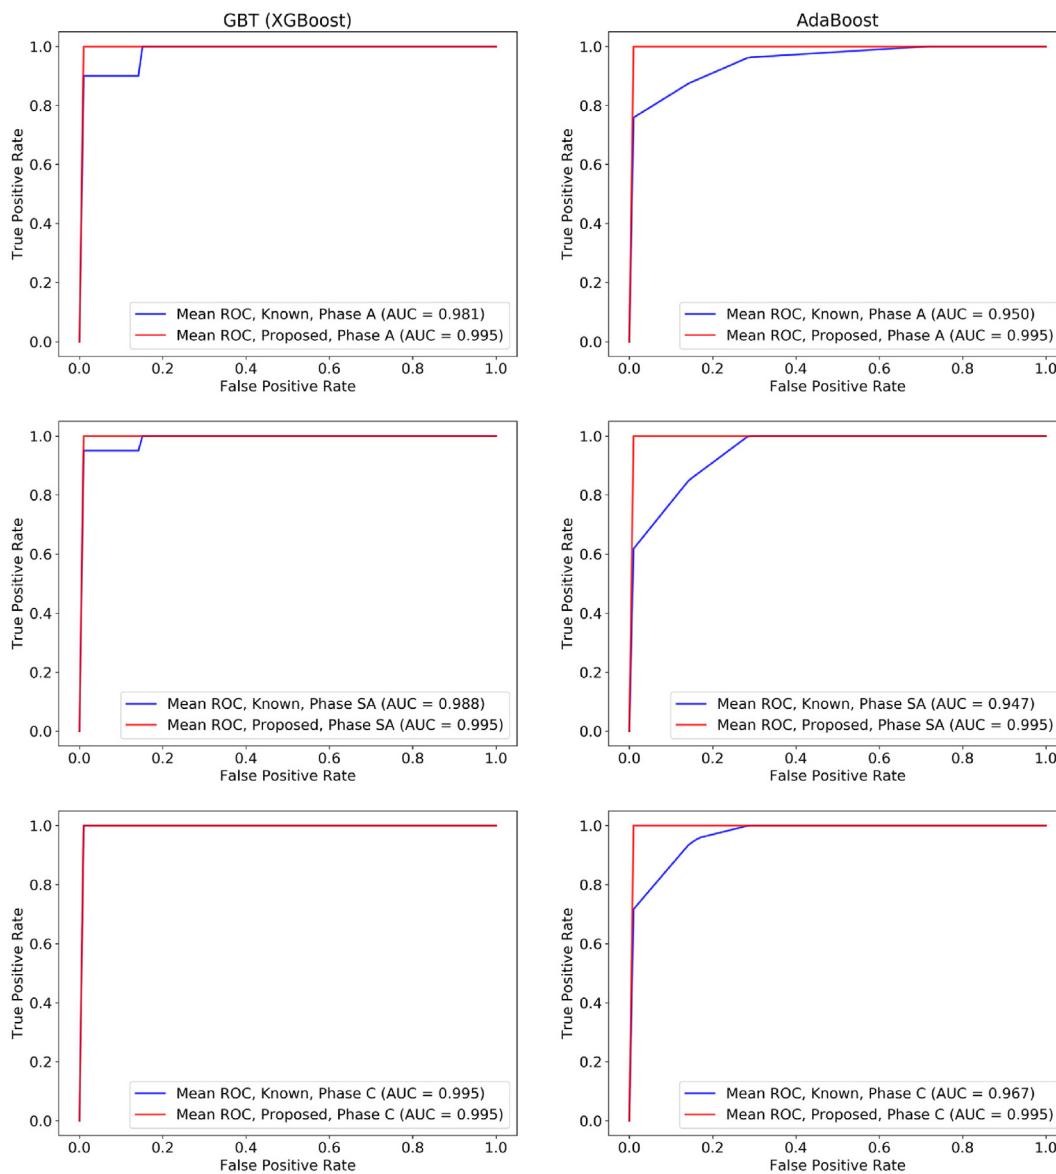 GBT (XGBoost)
1.0
0.8
0.6
0.4
0.2
0.0
True Positive Rate
Mean ROC, Known, Phase A (AUC = 0.981)
Mean ROC, Proposed, Phase A (AUC = 0.995)
0.0 0.2 0.4 0.6 0.8 1.0
False Positive Rate
AdaBoost
1.0
0.8
0.6
0.4
0.2
0.0
True Positive Rate
Mean ROC, Known, Phase A (AUC = 0.950)
Mean ROC, Proposed, Phase A (AUC = 0.995)
0.0 0.2 0.4 0.6 0.8 1.0
False Positive Rate
1.0
0.8
0.6
0.4
0.2
0.0
True Positive Rate
Mean ROC, Known, Phase SA (AUC = 0.988)
Mean ROC, Proposed, Phase SA (AUC = 0.995)
0.0 0.2 0.4 0.6 0.8 1.0
False Positive Rate
1.0
0.8
0.6
0.4
0.2
0.0
True Positive Rate
Mean ROC, Known, Phase SA (AUC = 0.947)
Mean ROC, Proposed, Phase SA (AUC = 0.995)
0.0 0.2 0.4 0.6 0.8 1.0
False Positive Rate
1.0
0.8
0.6
0.4
0.2
0.0
True Positive Rate
Mean ROC, Known, Phase C (AUC = 0.995)
Mean ROC, Proposed, Phase C (AUC = 0.995)
0.0 0.2 0.4 0.6 0.8 1.0
False Positive Rate
1.0
0.8
0.6
0.4
0.2
0.0
True Positive Rate
Mean ROC, Known, Phase C (AUC = 0.967)
Mean ROC, Proposed, Phase C (AUC = 0.995)
0.0 0.2 0.4 0.6 0.8 1.0
False Positive Rate